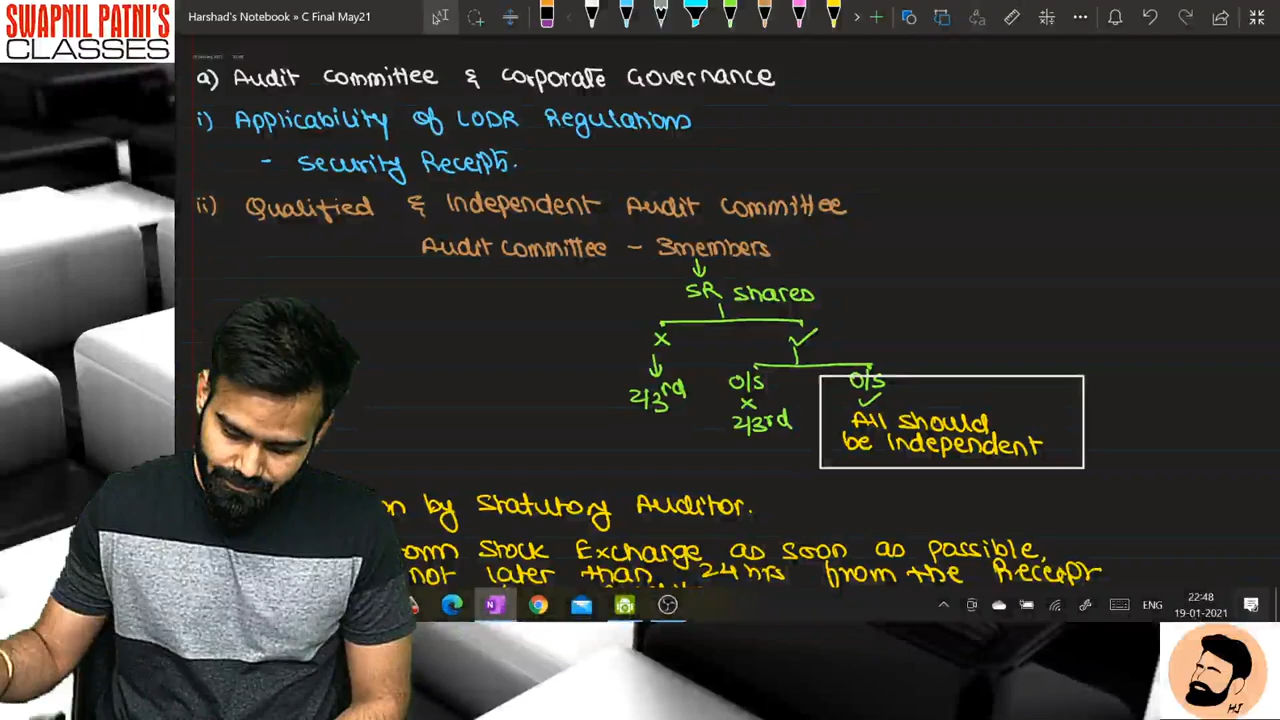 SWAPNIL PATNI'S
CLASSES
Harshad's Notebook » C Final May21
a) Audit Committee & Corporate Governance
i) Applicability of LODR Regulations
- Security Receipts.
ii) Qualified & Independent Audit Committee
Audit Committee - 3members
SR shares
x ✓
2/3rd O/S O/S
x ✓
2/3rd All should
be Independent
on by Statutory Auditor.
Stock Exchange as soon as possible,
not later than 24hrs from the Receipt
ENG
22:48
19-01-2021
HJ